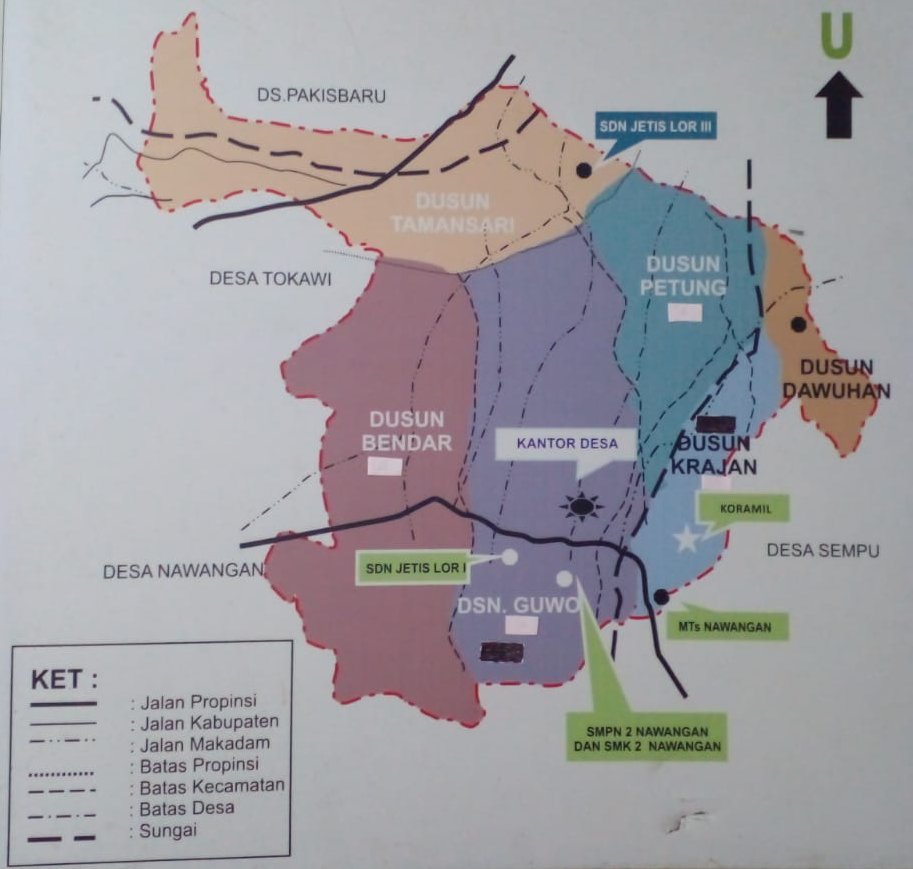 U
DS.PAKISBARU
SDN JETIS LOR III
DUSUN
TAMANSARI
DESA TOKAWI
DUSUN
PETUNG
DUSUN
DAWUHAN
DUSUN
BENDAR
KANTOR DESA
DUSUN
KRAJAN
KORAMIL
DESA SEMPU
DESA NAWANGAN
SDN JETIS LOR I
DSN. GUWO
MTs NAWANGAN
SMPN 2 NAWANGAN
DAN SMK 2 NAWANGAN
KET :
: Jalan Propinsi
: Jalan Kabupaten
: Jalan Makadam
: Batas Propinsi
: Batas Kecamatan
: Batas Desa
: Sungai